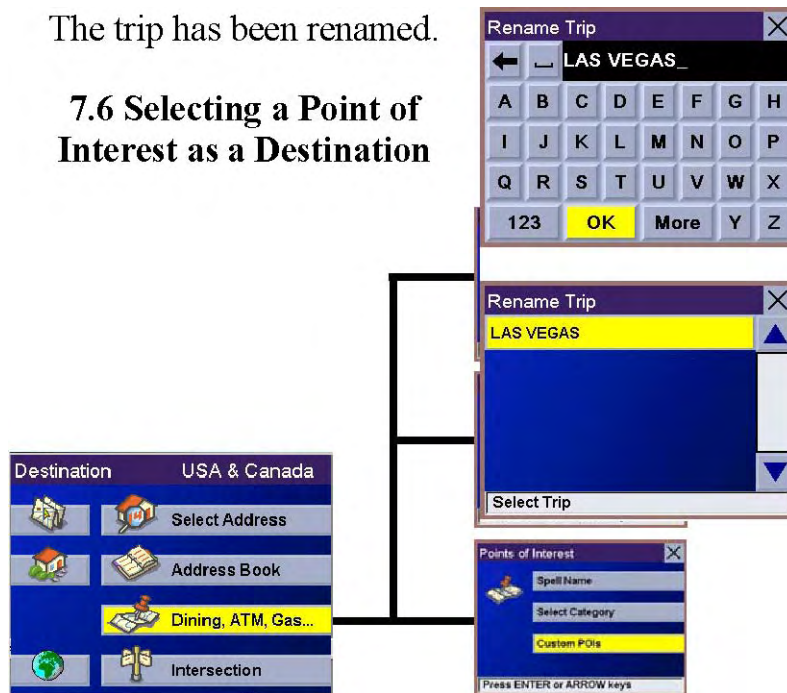 The trip has been renamed.
7.6 Selecting a Point of
Interest as a Destination
Rename Trip
LAS VEGAS_
A B C D E F G H
I J K L M N O P
Q R S T U V W X
123 OK More Y Z
Rename Trip
LAS VEGAS
Select Trip
Destination USA & Canada
Select Address
Address Book
Dining, ATM, Gas...
Intersection
Points of Interest
Spell Name
Select Category
Custom POIs
Press ENTER or ARROW keys